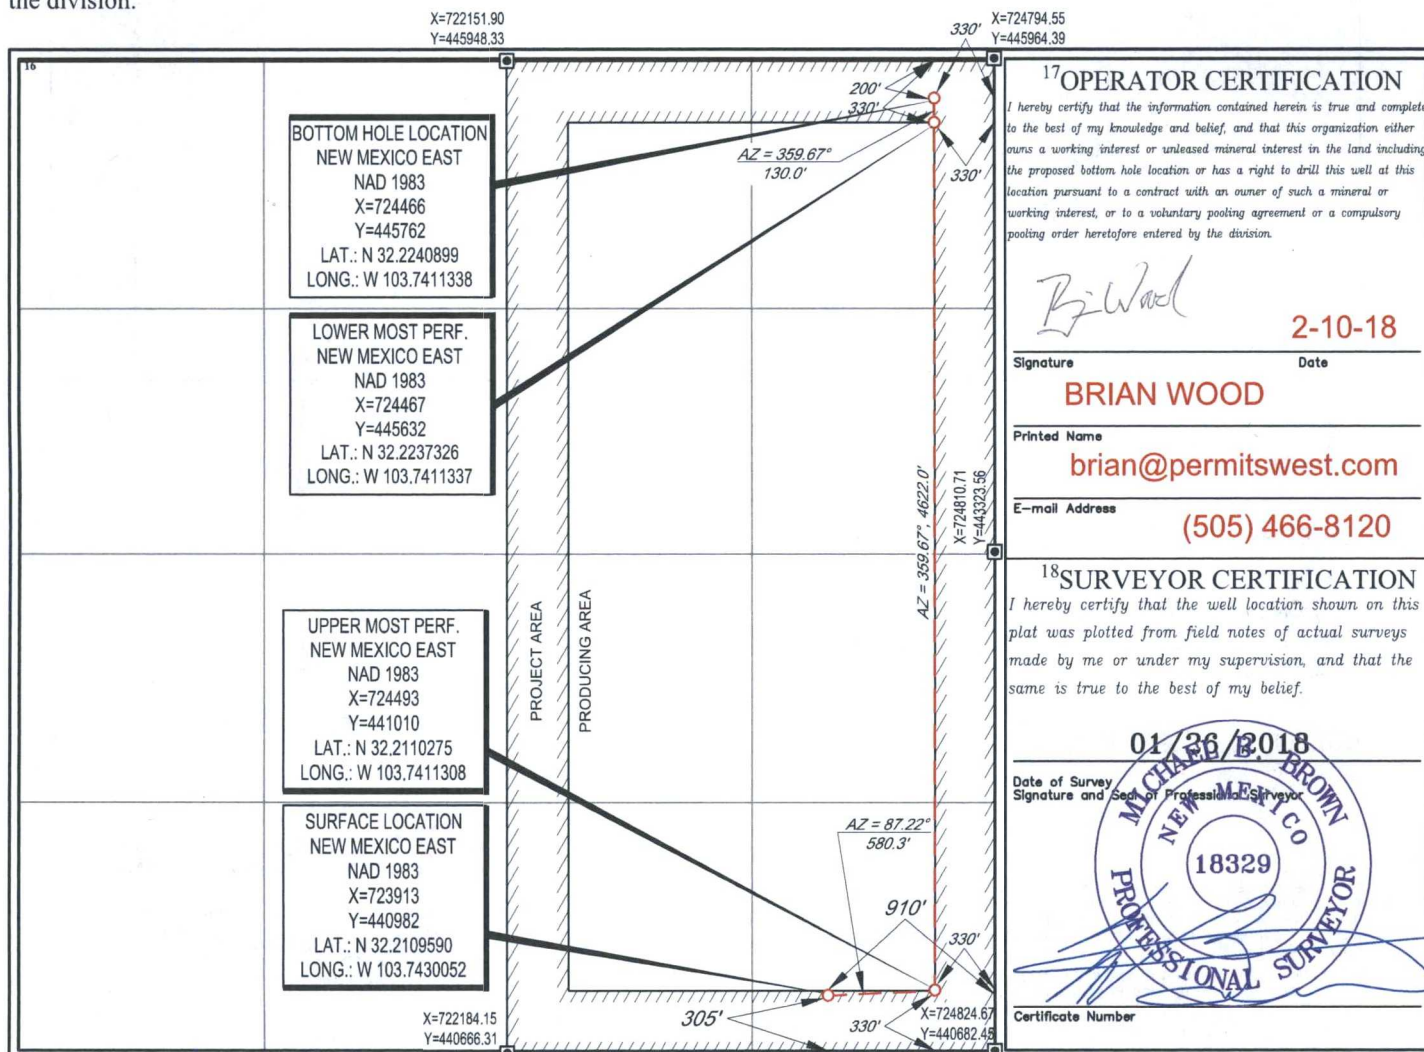 the division.
X=722151.90
Y=445948.33
330'
X=724794.55
Y=445964.39
16
200'
330'
AZ = 359.67°
130.0'
330'
BOTTOM HOLE LOCATION
NEW MEXICO EAST
NAD 1983
X=724466
Y=445762
LAT.: N 32.2240899
LONG.: W 103.7411338
LOWER MOST PERF.
NEW MEXICO EAST
NAD 1983
X=724467
Y=445632
LAT.: N 32.2237326
LONG.: W 103.7411337
AZ = 359.67°, 4622.0'
X=724810.71
Y=443323.56
PROJECT AREA
PRODUCING AREA
UPPER MOST PERF.
NEW MEXICO EAST
NAD 1983
X=724493
Y=441010
LAT.: N 32.2110275
LONG.: W 103.7411308
SURFACE LOCATION
NEW MEXICO EAST
NAD 1983
X=723913
Y=440982
LAT.: N 32.2109590
LONG.: W 103.7430052
AZ = 87.22°
580.3'
910'
330'
X=722184.15
Y=440666.31
305'
330'
X=724824.67
Y=440682.45
17 OPERATOR CERTIFICATION
I hereby certify that the information contained herein is true and complete
to the best of my knowledge and belief, and that this organization either
owns a working interest or unleased mineral interest in the land including
the proposed bottom hole location or has a right to drill this well at this
location pursuant to a contract with an owner of such a mineral or
working interest, or to a voluntary pooling agreement or a compulsory
pooling order heretofore entered by the division.
2-10-18
Signature Date
BRIAN WOOD
Printed Name
brian@permitswest.com
E-mail Address
(505) 466-8120
18 SURVEYOR CERTIFICATION
I hereby certify that the well location shown on this
plat was plotted from field notes of actual surveys
made by me or under my supervision, and that the
same is true to the best of my belief.
01/26/2018
Date of Survey
Signature and Seal of Professional Surveyor
MICHAEL B. BROWN
NEW MEXICO
18329
PROFESSIONAL SURVEYOR
Certificate Number